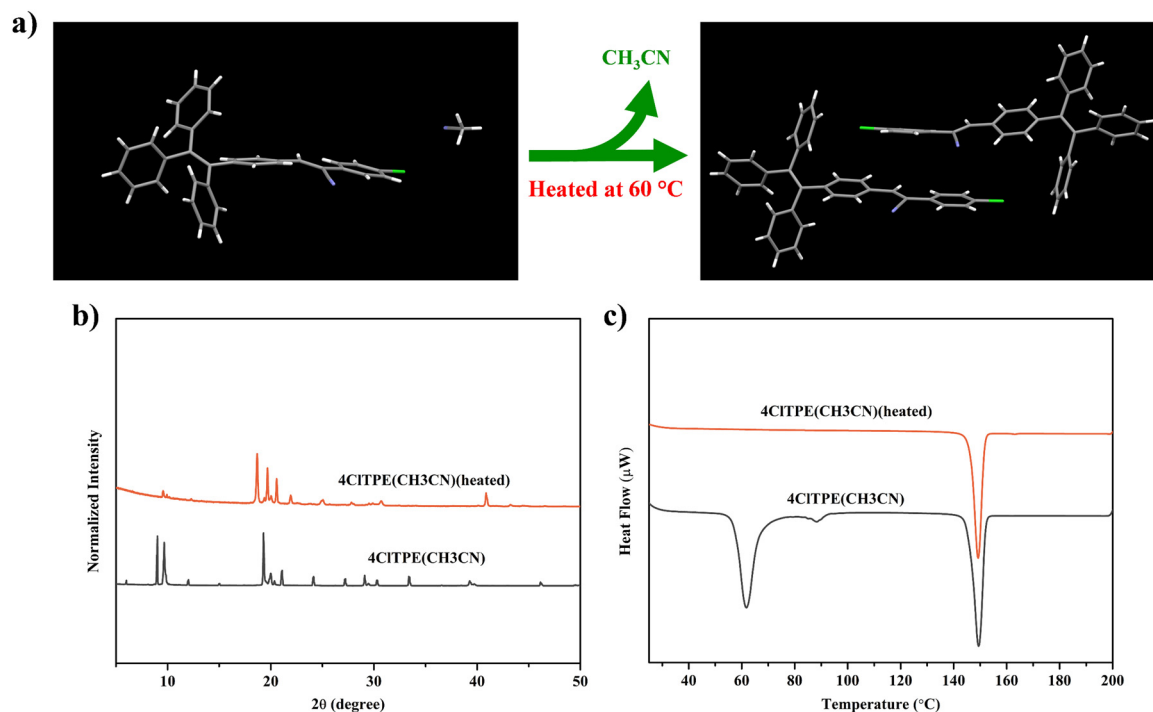 a)
CH₃CN
Heated at 60 °C
b)
Normalized Intensity
4ClTPE(CH3CN)(heated)
4ClTPE(CH3CN)
10 20 30 40 50
2θ (degree)
c)
Heat Flow (μW)
4ClTPE(CH3CN)(heated)
4ClTPE(CH3CN)
40 60 80 100 120 140 160 180 200
Temperature (°C)